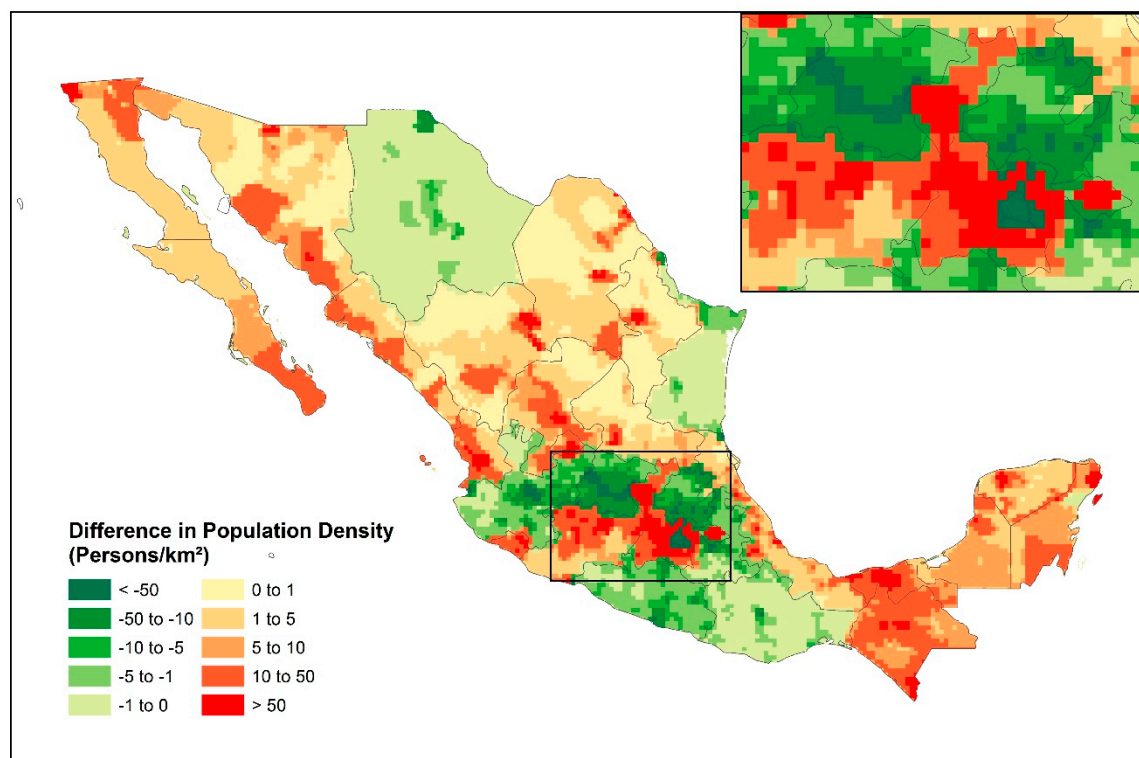 Difference in Population Density
(Persons/km²)
< -50
-50 to -10
-10 to -5
-5 to -1
-1 to 0
0 to 1
1 to 5
5 to 10
10 to 50
> 50